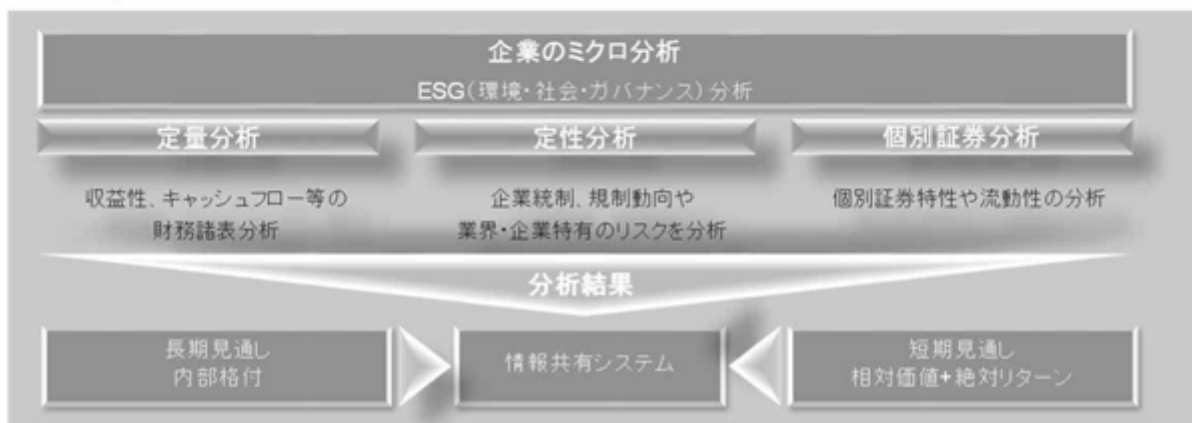 企業のミクロ分析
ESG(環境・社会・ガバナンス)分析
定量分析
定性分析
個別証券分析
収益性、キャッシュフロー等の
財務諸表分析
企業統制、規制動向や
業界・企業特有のリスクを分析
個別証券特性や流動性の分析
分析結果
長期見通し
内部格付
情報共有システム
短期見通し
相対価値+絶対リターン